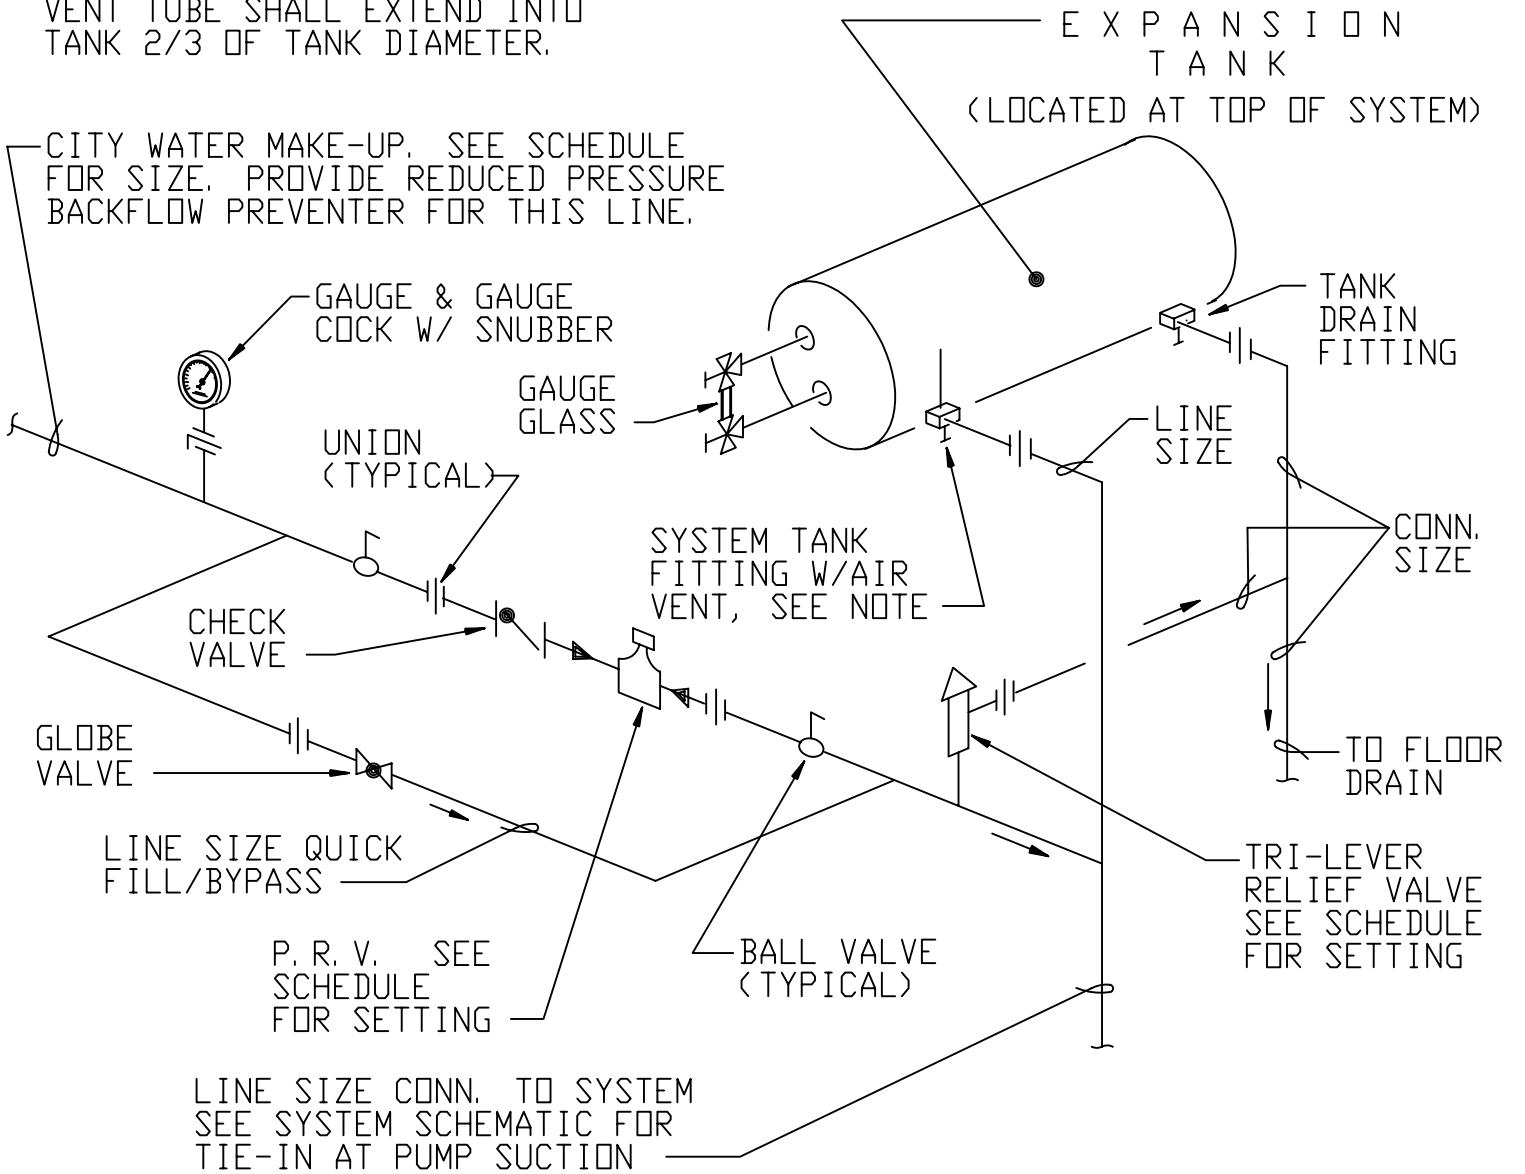 VENT TUBE SHALL EXTEND INTO
TANK 2/3 OF TANK DIAMETER.
EXPANSION
TANK
(LOCATED AT TOP OF SYSTEM)
CITY WATER MAKE-UP. SEE SCHEDULE
FOR SIZE. PROVIDE REDUCED PRESSURE
BACKFLOW PREVENTER FOR THIS LINE.
GAUGE & GAUGE
COCK W/ SNUBBER
TANK
DRAIN
FITTING
GAUGE
GLASS
LINE
SIZE
UNION
(TYPICAL)
SYSTEM TANK
FITTING W/AIR
VENT, SEE NOTE
CONN.
SIZE
CHECK
VALVE
GLOBE
VALVE
TO FLOOR
DRAIN
LINE SIZE QUICK
FILL/BYPASS
TRI-LEVER
RELIEF VALVE
SEE SCHEDULE
FOR SETTING
P.R.V. SEE
SCHEDULE
FOR SETTING
BALL VALVE
(TYPICAL)
LINE SIZE CONN. TO SYSTEM
SEE SYSTEM SCHEMATIC FOR
TIE-IN AT PUMP SUCTION